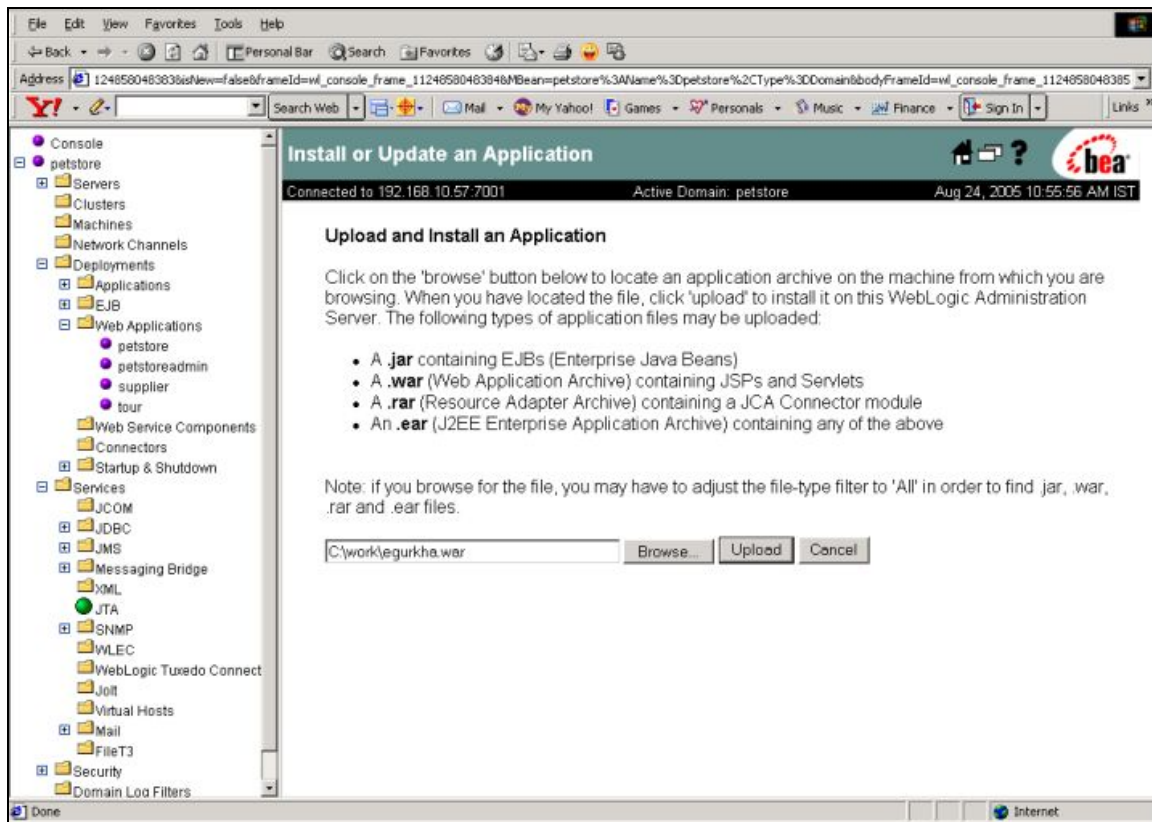 File Edit View Favorites Tools Help
Back Personal Bar Search Favorites
Address 1248580483838isNew=false&frameId=wl_console_frame_1124858048384&MBean=petstore%3AName%3Dpetstore%2CType%3DDomain&bodyFrameId=wl_console_frame_1124858048385
Y! Search Web Mail My Yahoo! Games Personals Music Finance Sign In Links »
Console
petstore
Servers
Clusters
Machines
Network Channels
Deployments
Applications
EJB
Web Applications
petstore
petstoreadmin
supplier
tour
Web Service Components
Connectors
Startup & Shutdown
Services
JCOM
JDBC
JMS
Messaging Bridge
XML
JTA
SNMP
WLEC
WebLogic Tuxedo Connect
Jolt
Virtual Hosts
Mail
FileT3
Security
Domain Log Filters
Install or Update an Application
? bea
Connected to 192.168.10.57:7001 Active Domain: petstore Aug 24, 2005 10:55:56 AM IST
Upload and Install an Application
Click on the 'browse' button below to locate an application archive on the machine from which you are
browsing. When you have located the file, click 'upload' to install it on this WebLogic Administration
Server. The following types of application files may be uploaded:
• A .jar containing EJBs (Enterprise Java Beans)
• A .war (Web Application Archive) containing JSPs and Servlets
• A .rar (Resource Adapter Archive) containing a JCA Connector module
• An .ear (J2EE Enterprise Application Archive) containing any of the above
Note: if you browse for the file, you may have to adjust the file-type filter to 'All' in order to find .jar, .war,
.rar and .ear files.
C:\work\egurkha.war Browse... Upload Cancel
Done Internet